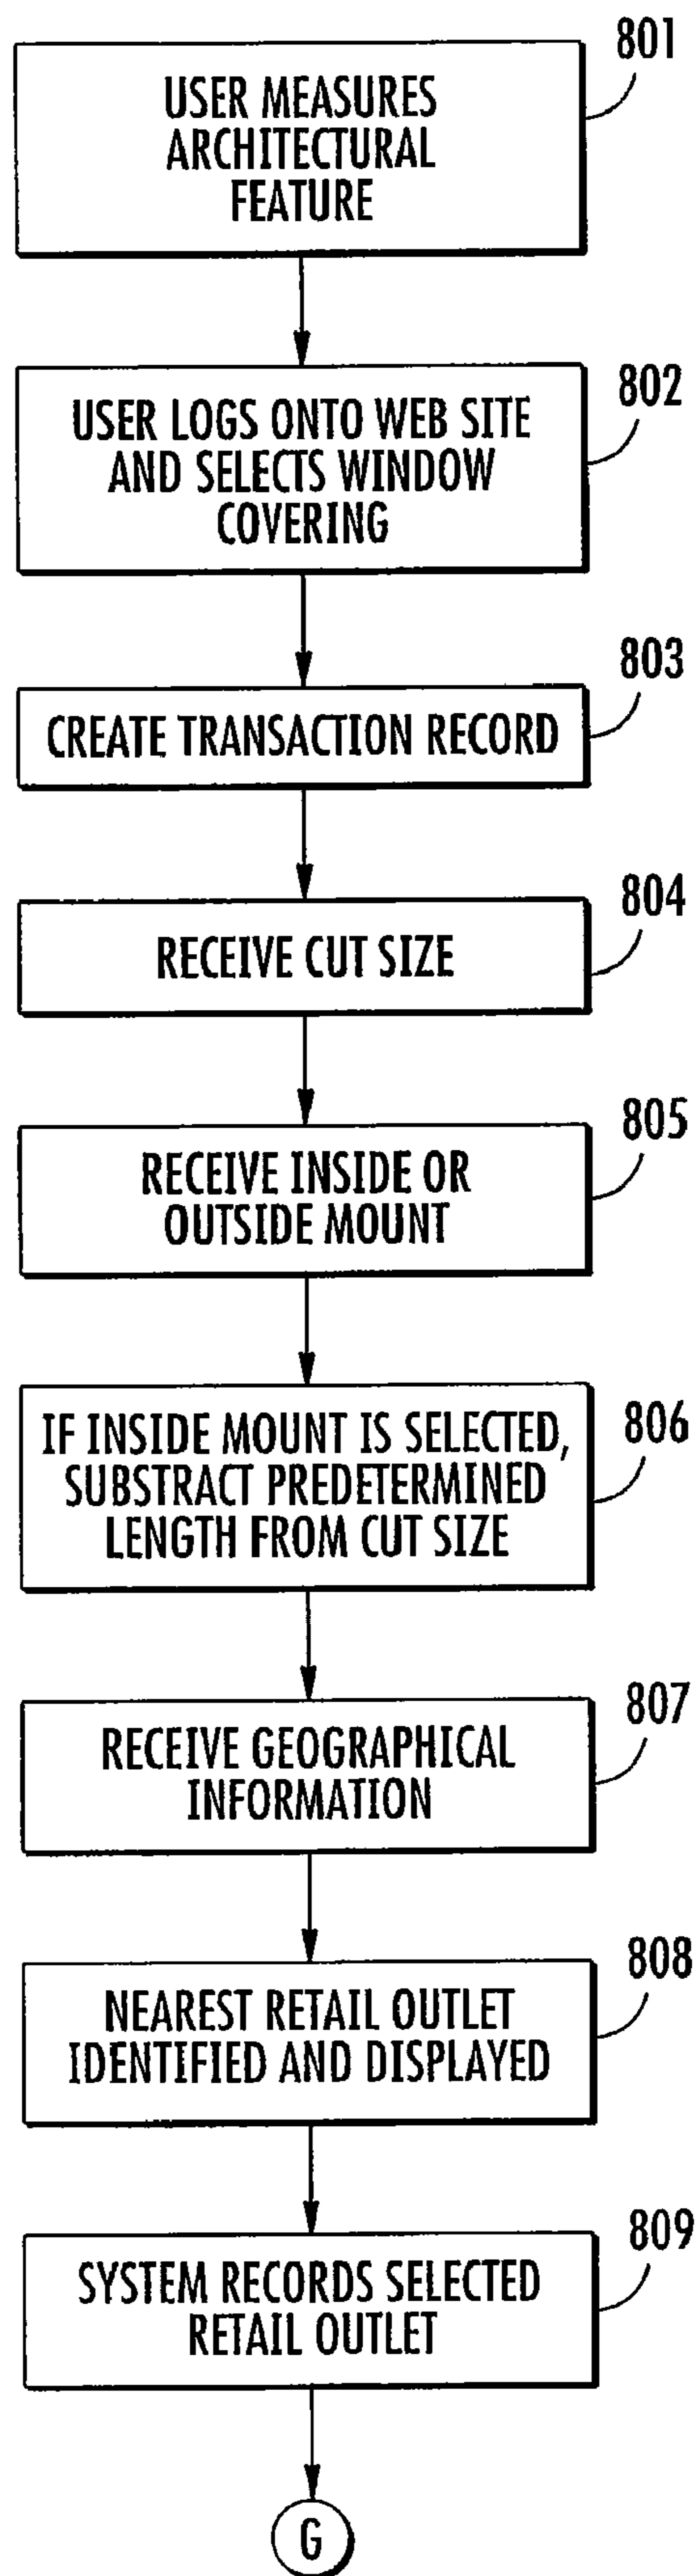 801
USER MEASURES
ARCHITECTURAL
FEATURE
802
USER LOGS ONTO WEB SITE
AND SELECTS WINDOW
COVERING
803
CREATE TRANSACTION RECORD
804
RECEIVE CUT SIZE
805
RECEIVE INSIDE OR
OUTSIDE MOUNT
806
IF INSIDE MOUNT IS SELECTED,
SUBSTRACT PREDETERMINED
LENGTH FROM CUT SIZE
807
RECEIVE GEOGRAPHICAL
INFORMATION
808
NEAREST RETAIL OUTLET
IDENTIFIED AND DISPLAYED
809
SYSTEM RECORDS SELECTED
RETAIL OUTLET
G